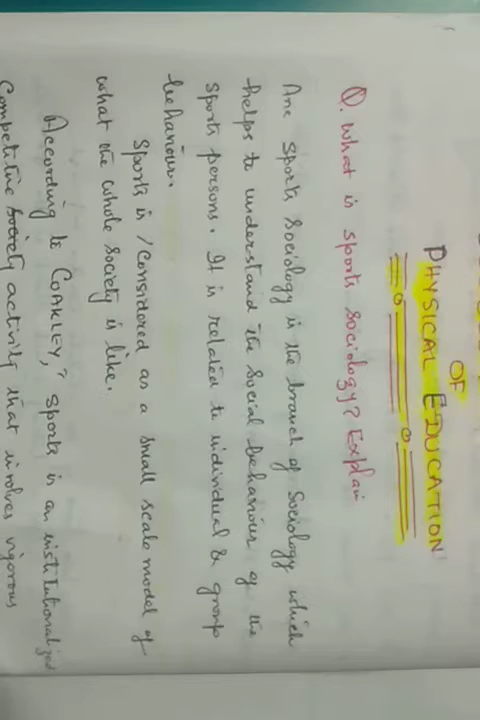 OF
PHYSICAL EDUCATION
Q. What is sports sociology? Explain
Ans Sports Sociology is the branch of Sociology which
helps to understand the social behaviour of the
sports persons. It is related to individual & group
behaviour.
Sports is / Considered as a small scale model of
what the whole society is like.
According to COAKLEY, "Sports is an institutionalized
Competitive activity that involves vigorous